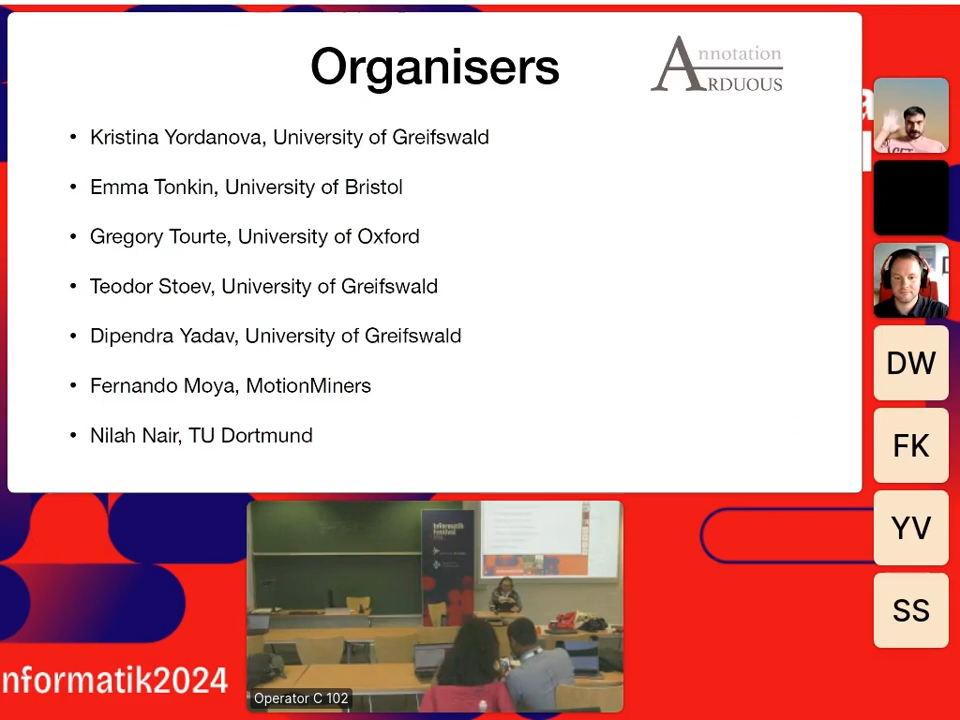 Organisers
Annotation
ARDUOUS
• Kristina Yordanova, University of Greifswald
• Emma Tonkin, University of Bristol
• Gregory Tourte, University of Oxford
• Teodor Stoev, University of Greifswald
• Dipendra Yadav, University of Greifswald
• Fernando Moya, MotionMiners
• Nilah Nair, TU Dortmund
DW
FK
YV
SS
Informatik
Festival
nformatik2024
Operator C 102